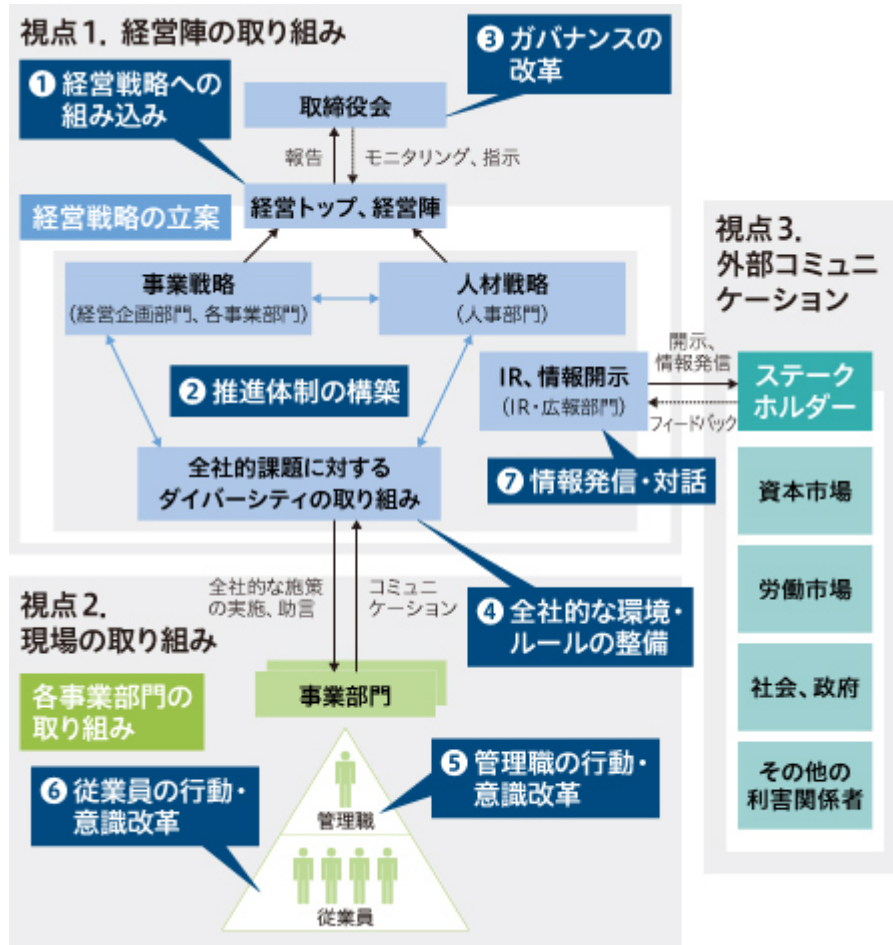 視点1. 経営陣の取り組み
❶経営戦略への
組み込み
❸ガバナンスの
改革
取締役会
報告
モニタリング、指示
経営トップ、経営陣
経営戦略の立案
事業戦略
(経営企画部門、各事業部門)
人材戦略
(人事部門)
❷推進体制の構築
IR、情報開示
(IR・広報部門)
全社的課題に対する
ダイバーシティの取り組み
❼情報発信・対話
視点3.
外部コミュニ
ケーション
開示、
情報発信
フィードバック
ステーク
ホルダー
資本市場
労働市場
社会、政府
その他の
利害関係者
視点2.
現場の取り組み
全社的な施策
の実施、助言
コミュニ
ケーション
❹全社的な環境・
ルールの整備
各事業部門の
取り組み
事業部門
❺管理職の行動・
意識改革
❻従業員の行動・
意識改革
管理職
従業員